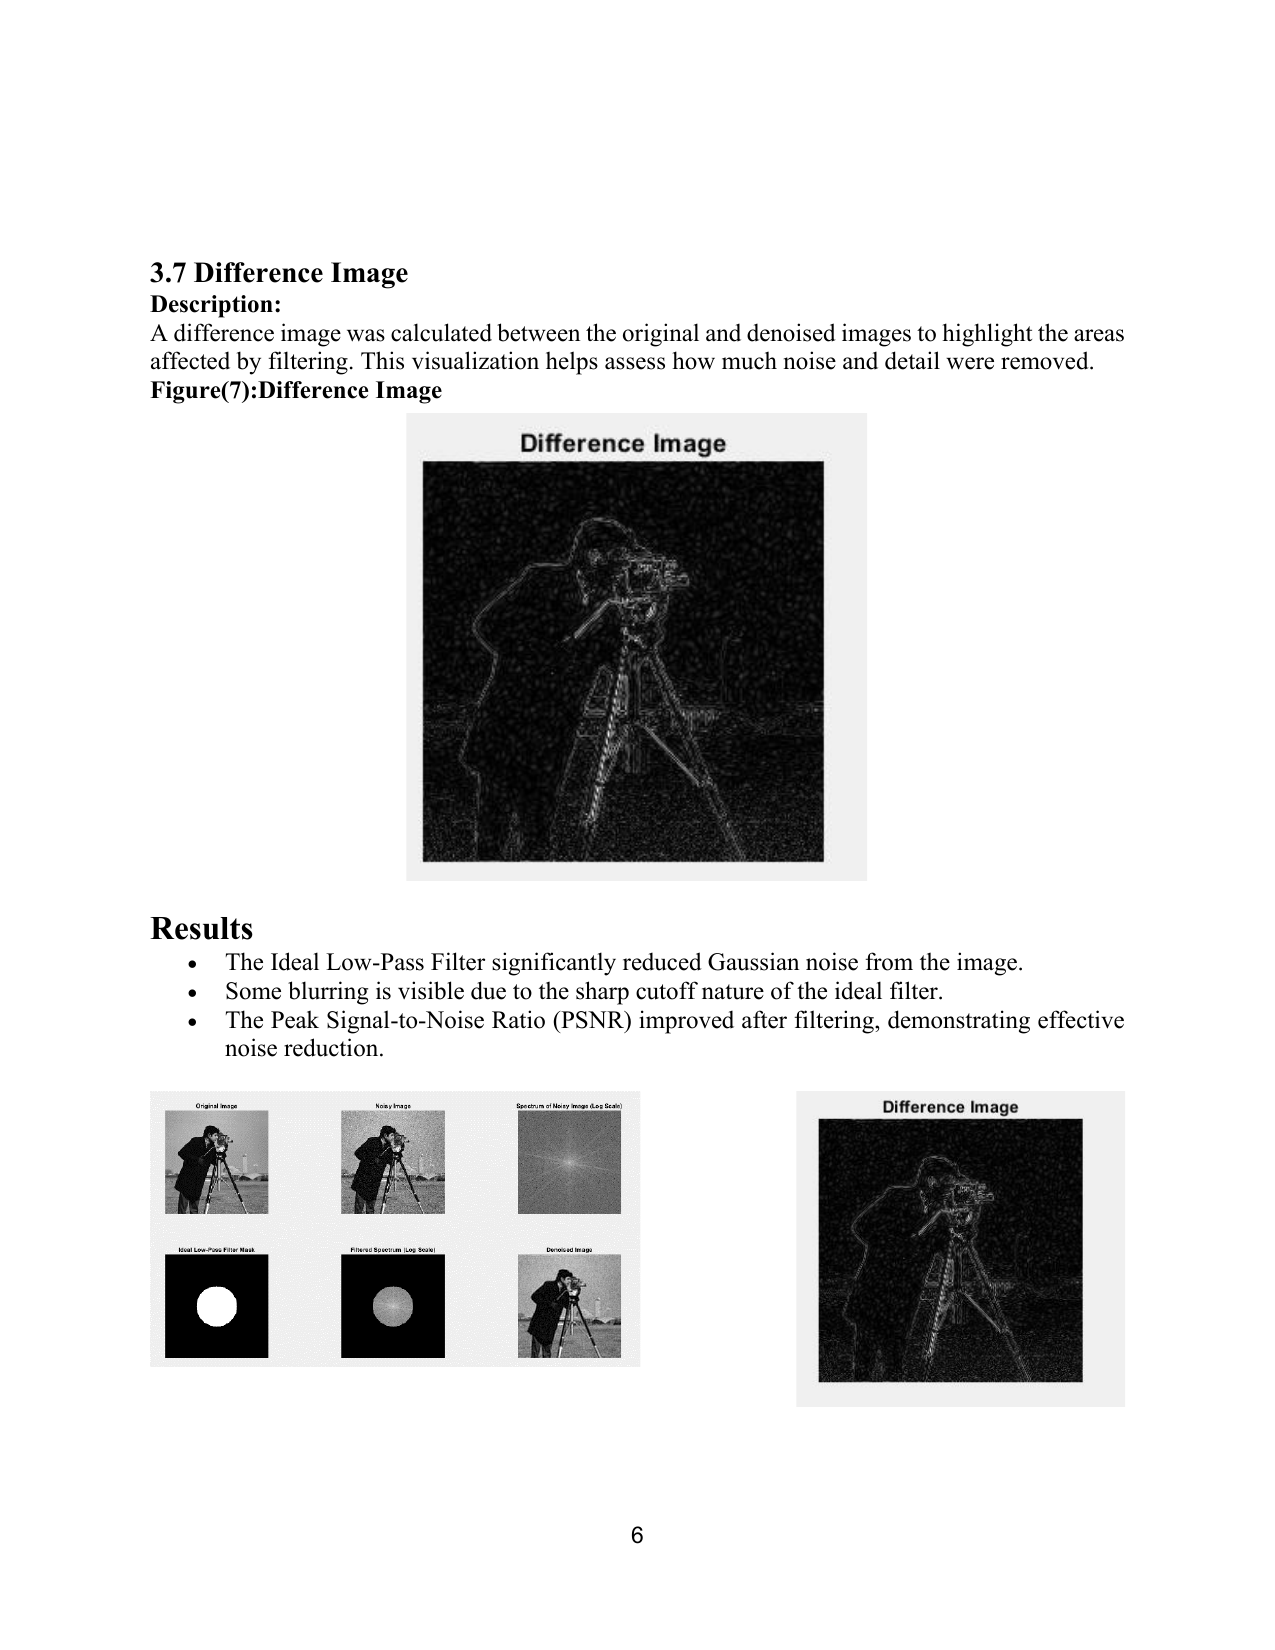 3.7 Difference Image
Description:
A difference image was calculated between the original and denoised images to highlight the areas
affected by filtering. This visualization helps assess how much noise and detail were removed.
Figure(7):Difference Image
Difference Image
Results
• The Ideal Low-Pass Filter significantly reduced Gaussian noise from the image.
• Some blurring is visible due to the sharp cutoff nature of the ideal filter.
• The Peak Signal-to-Noise Ratio (PSNR) improved after filtering, demonstrating effective
noise reduction.
Original Image
Noisy Image
Spectrum of Noisy Image (Log Scale)
Ideal Low-Pass Filter Mask
Filtered Spectrum (Log Scale)
Denoised Image
Difference Image
6